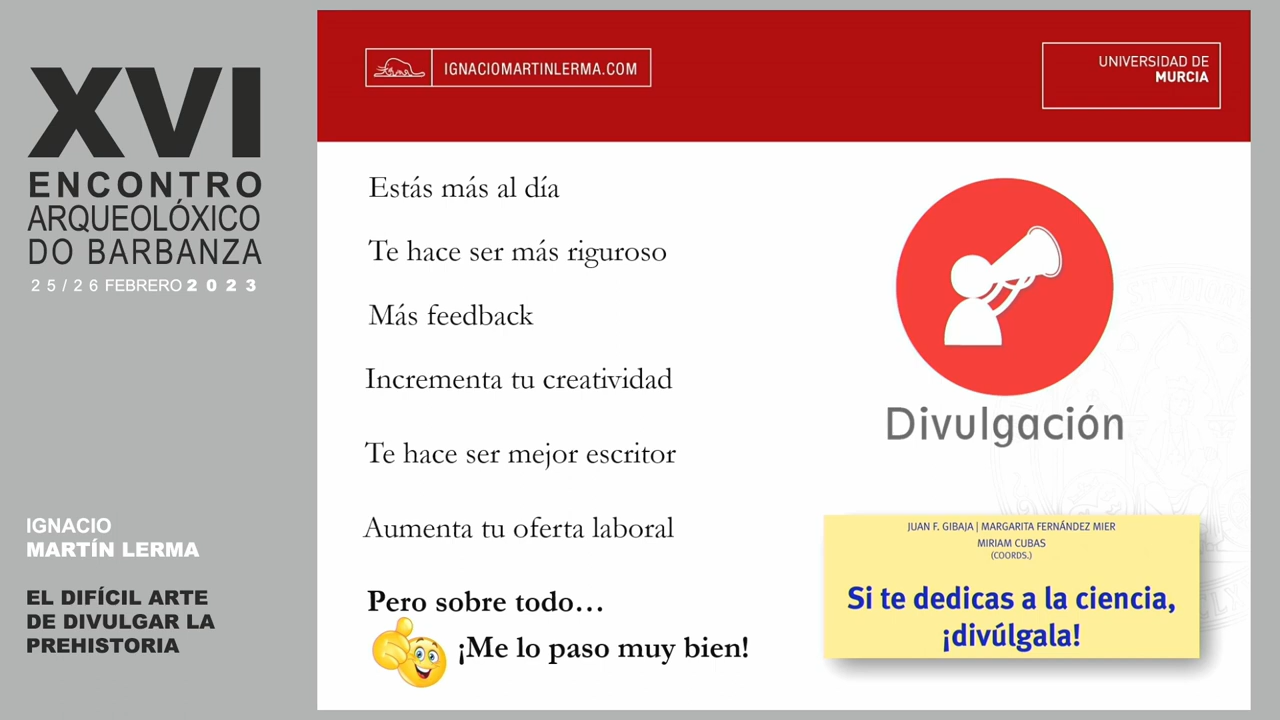 XVI
ENCONTRO
ARQUEOLÓXICO
DO BARBANZA
25/26 FEBRERO 2023
IGNACIO
MARTÍN LERMA
EL DIFÍCIL ARTE
DE DIVULGAR LA
PREHISTORIA
IGNACIOMARTINLERMA.COM
UNIVERSIDAD DE
MURCIA
Estás más al día
Te hace ser más riguroso
Más feedback
Incrementa tu creatividad
Te hace ser mejor escritor
Aumenta tu oferta laboral
Pero sobre todo…
¡Me lo paso muy bien!
Divulgación
JUAN F. GIBAJA | MARGARITA FERNÁNDEZ MIER
MIRIAM CUBAS
(COORDS.)
Si te dedicas a la ciencia,
¡divúlgala!